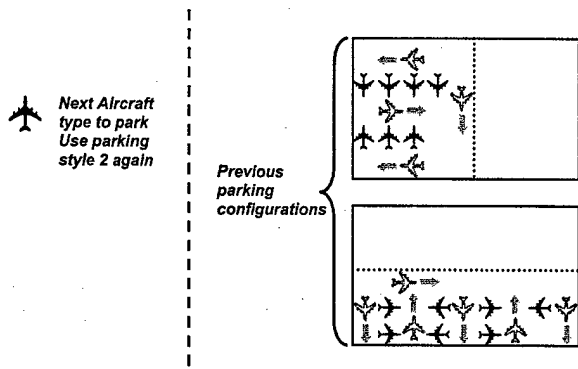 Next Aircraft
type to park
Use parking
style 2 again
Previous
parking
configurations